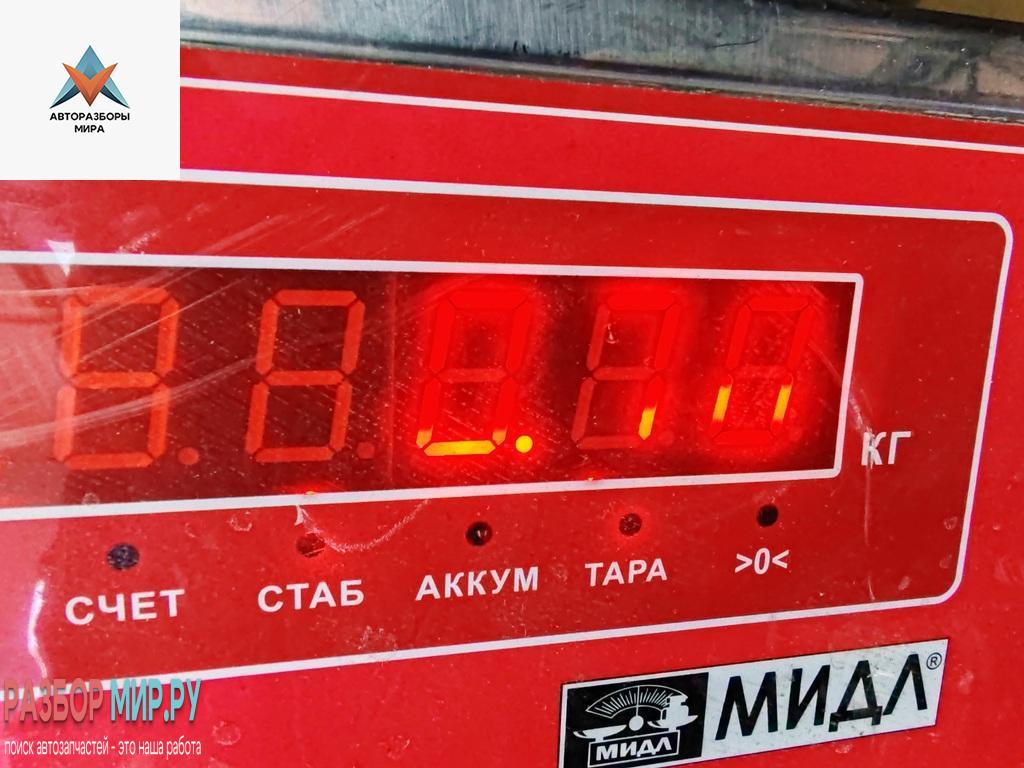 АВТОРАЗБОРЫ
МИРА
0.70
КГ
СЧЕТ СТАБ АККУМ ТАРА >0<
МИДЛ®
МИДЛ
РАЗБОР МИР.РУ
поиск автозапчастей - это наша работа